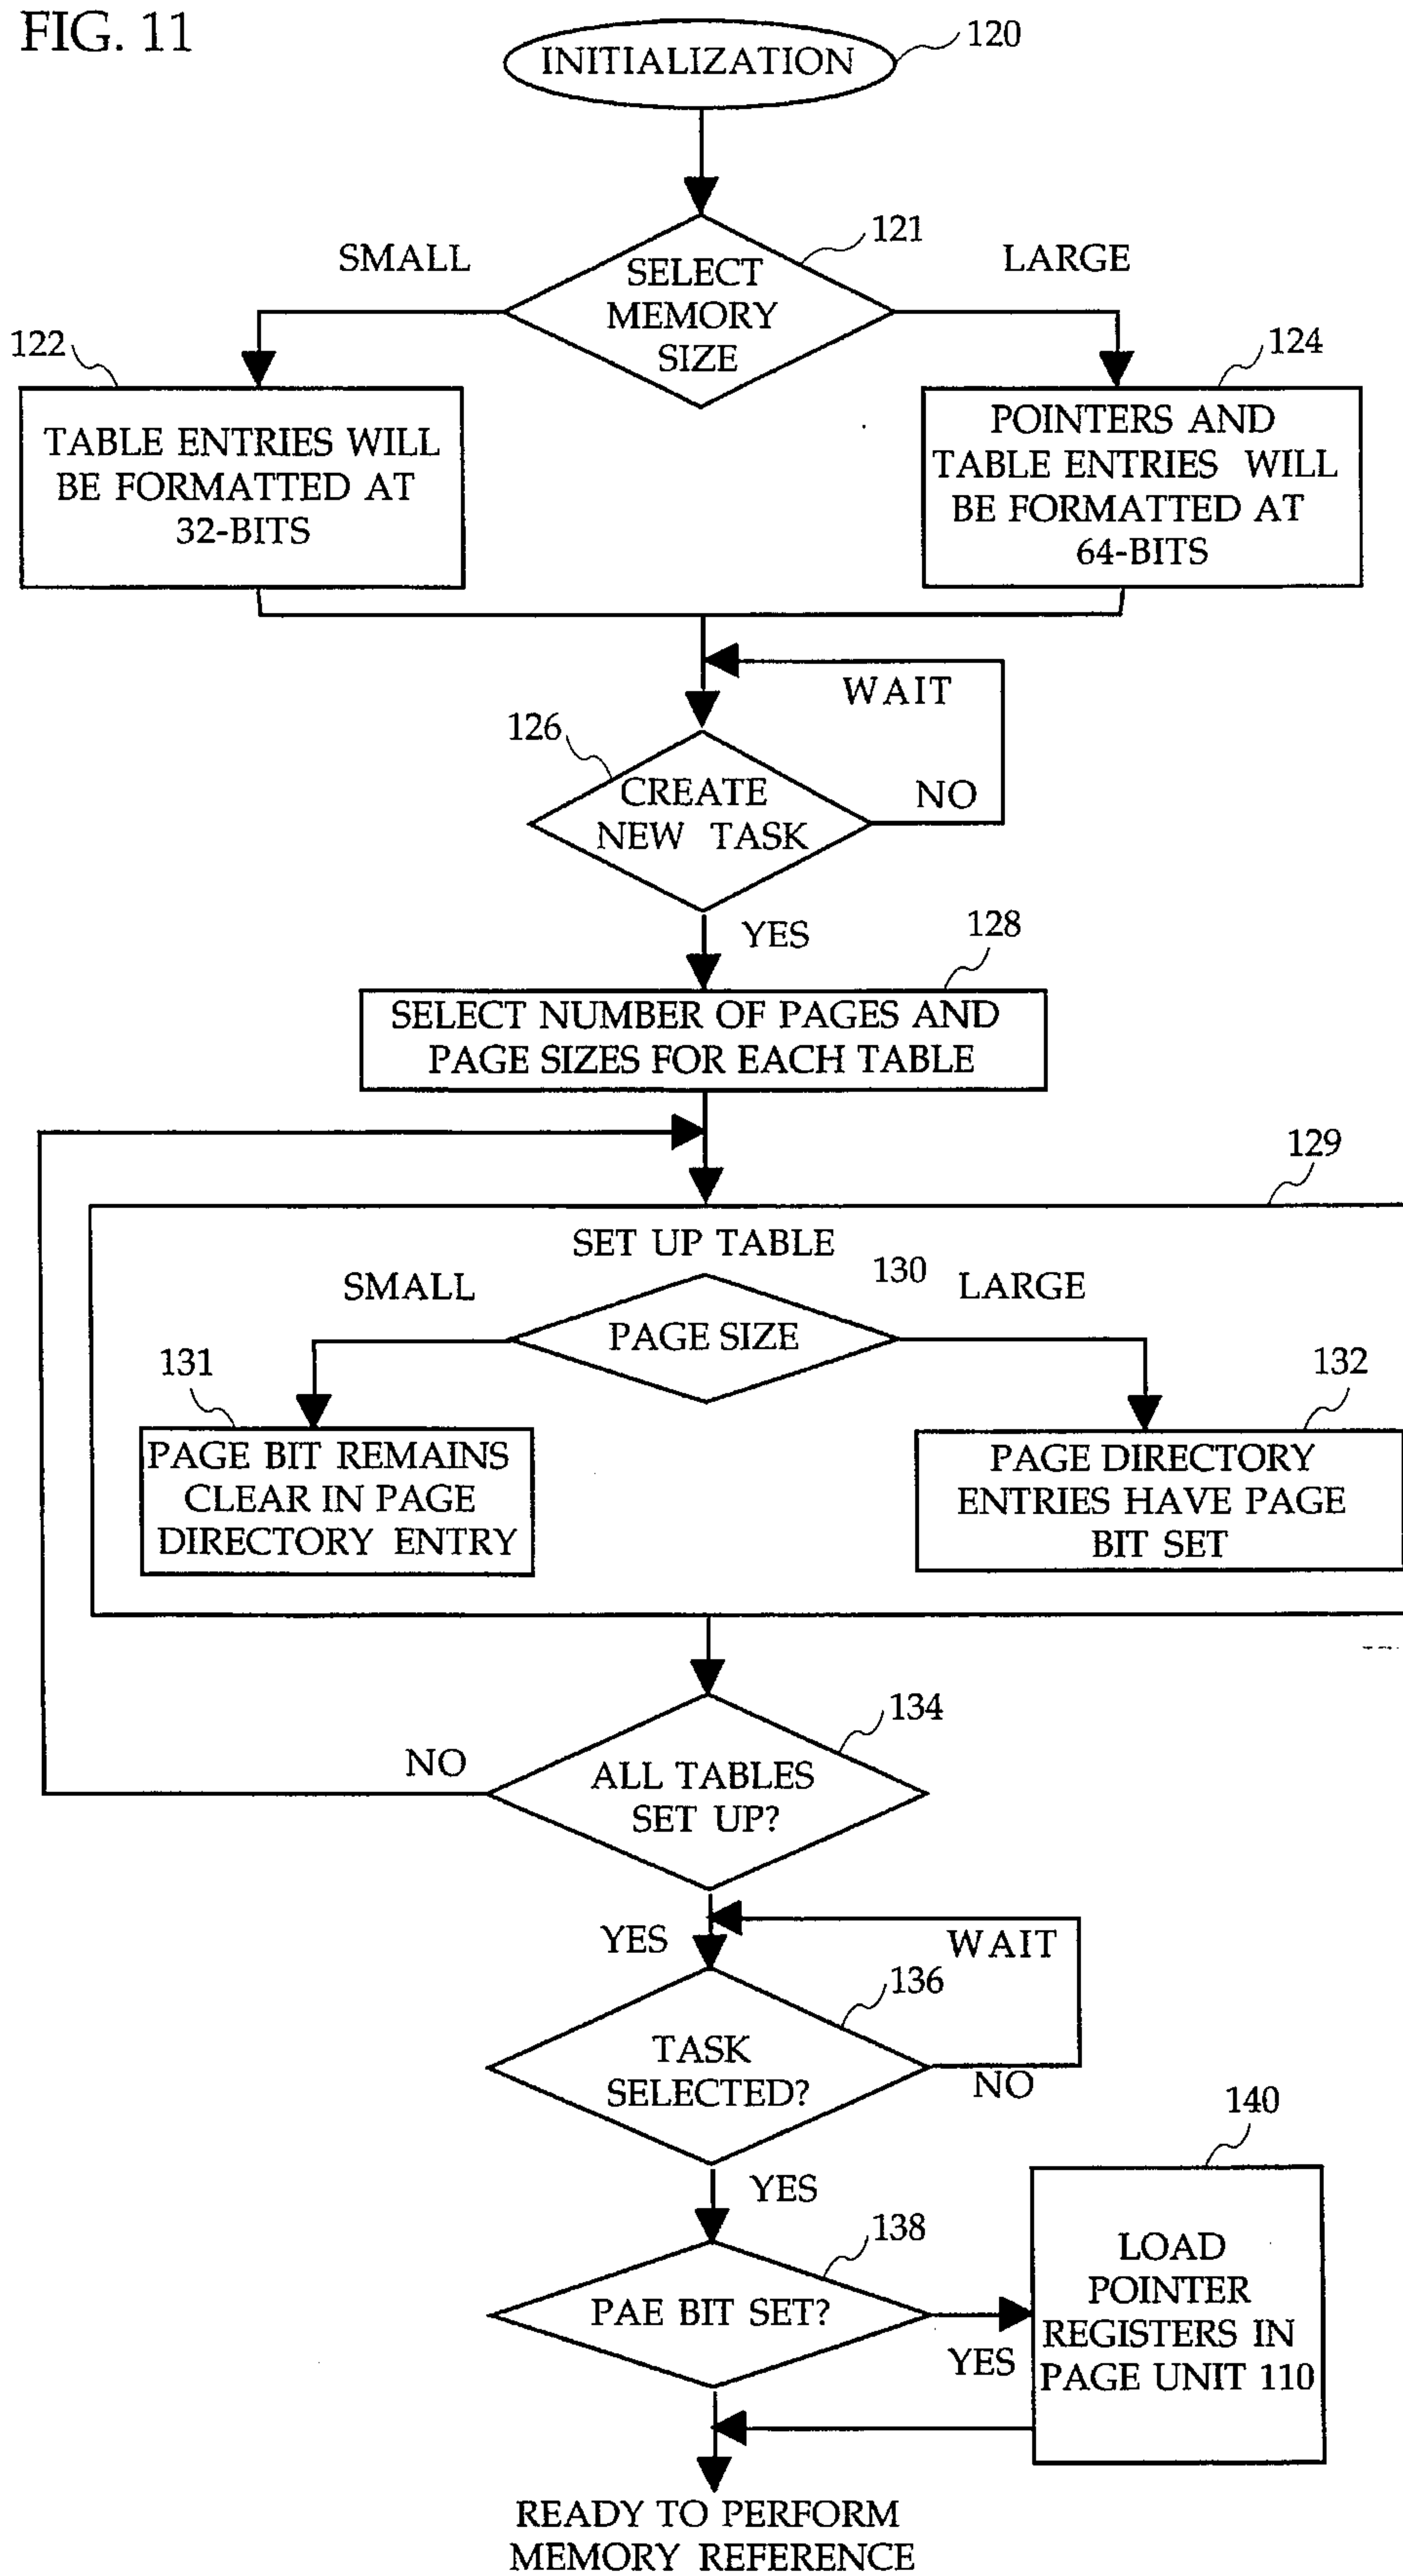 FIG. 11
INITIALIZATION
120
121
SMALL
SELECT
MEMORY
SIZE
LARGE
122
124
TABLE ENTRIES WILL
BE FORMATTED AT
32-BITS
POINTERS AND
TABLE ENTRIES WILL
BE FORMATTED AT
64-BITS
WAIT
126
CREATE
NEW TASK
NO
YES
128
SELECT NUMBER OF PAGES AND
PAGE SIZES FOR EACH TABLE
129
SET UP TABLE
SMALL
130
LARGE
PAGE SIZE
131
132
PAGE BIT REMAINS
CLEAR IN PAGE
DIRECTORY ENTRY
PAGE DIRECTORY
ENTRIES HAVE PAGE
BIT SET
134
NO
ALL TABLES
SET UP?
YES
WAIT
136
TASK
SELECTED?
NO
YES
140
138
PAE BIT SET?
YES
LOAD
POINTER
REGISTERS IN
PAGE UNIT 110
READY TO PERFORM
MEMORY REFERENCE